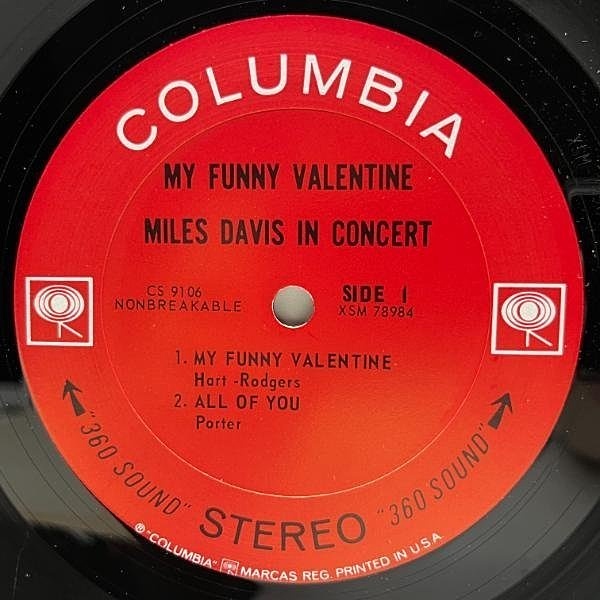 COLUMBIA
MY FUNNY VALENTINE
MILES DAVIS IN CONCERT
CS 9106
NONBREAKABLE
SIDE 1
XSM 78984
1. MY FUNNY VALENTINE
Hart -Rodgers
2. ALL OF YOU
Porter
"360 SOUND" STEREO "360 SOUND"
® "COLUMBIA" MARCAS REG. PRINTED IN U.S.A.